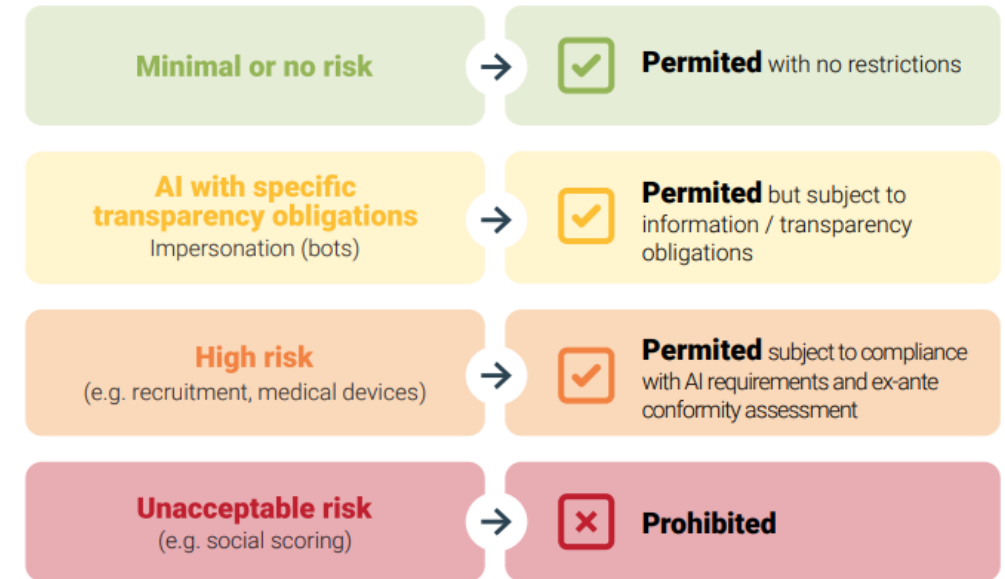 Minimal or no risk
Permited with no restrictions
AI with specific
transparency obligations
Impersonation (bots)
Permited but subject to
information / transparency
obligations
High risk
(e.g. recruitment, medical devices)
Permited subject to compliance
with AI requirements and ex-ante
conformity assessment
Unacceptable risk
(e.g. social scoring)
Prohibited